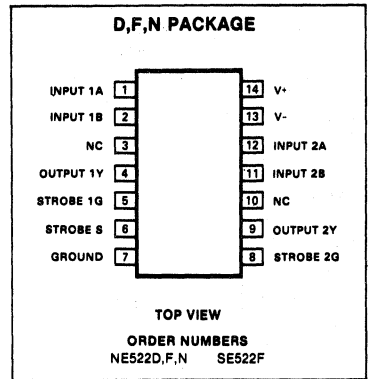 D,F,N PACKAGE
INPUT 1A 1 14 V+
INPUT 1B 2 13 V-
NC 3 12 INPUT 2A
OUTPUT 1Y 4 11 INPUT 2B
STROBE 1G 5 10 NC
STROBE S 6 9 OUTPUT 2Y
GROUND 7 8 STROBE 2G
TOP VIEW
ORDER NUMBERS
NE522D,F,N SE522F